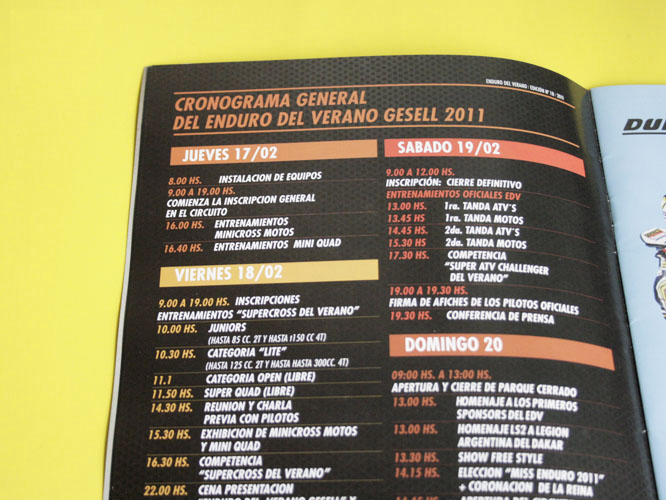 ENDURO DEL VERANO | EDICIÓN Nº 18 - 2011
CRONOGRAMA GENERAL
DEL ENDURO DEL VERANO GESELL 2011
JUEVES 17/02
8.00 HS. INSTALACION DE EQUIPOS
9.00 A 19.00 HS.
COMIENZA LA INSCRIPCION GENERAL
EN EL CIRCUITO
16.00 HS. ENTRENAMIENTOS
MINICROSS MOTOS
16.40 HS. ENTRENAMIENTOS MINI QUAD
VIERNES 18/02
9.00 A 19.00 HS. INSCRIPCIONES
ENTRENAMIENTOS "SUPERCROSS DEL VERANO"
10.00 HS. JUNIORS
(HASTA 85 CC. 2T Y HASTA t150 CC 4T)
10.30 HS. CATEGORIA "LITE"
(HASTA 125 CC. 2T Y HASTA HASTA 300CC. 4T)
11.1 CATEGORIA OPEN (LIBRE)
11.50 HS. SUPER QUAD (LIBRE)
14.30 HS. REUNION Y CHARLA
PREVIA CON PILOTOS
15.30 HS. EXHIBICION DE MINICROSS MOTOS
Y MINI QUAD
16.30 HS. COMPETENCIA
"SUPERCROSS DEL VERANO"
22.00 HS. CENA PRESENTACION
"ENDURO DEL VERANO GESELL" Y
SABADO 19/02
9.00 A 12.00 HS.
INSCRIPCIÓN: CIERRE DEFINITIVO
ENTRENAMIENTOS OFICIALES EDV
13.00 HS. 1ra. TANDA ATV´S
13.45 HS 1ra. TANDA MOTOS
14.45 HS. 2da. TANDA ATV´S
15.30 HS 2da. TANDA MOTOS
17.30 HS. COMPETENCIA
"SUPER ATV CHALLENGER
DEL VERANO"
19.00 A 19.30 HS.
FIRMA DE AFICHES DE LOS PILOTOS OFICIALES
19.30 HS. CONFERENCIA DE PRENSA
DOMINGO 20
09:00 HS. A 13:00 HS.
APERTURA Y CIERRE DE PARQUE CERRADO
13.00 HS. HOMENAJE A LOS PRIMEROS
SPONSORS DEL EDV
13.00 HS. HOMENAJE LS2 A LEGION
ARGENTINA DEL DAKAR
13.30 HS. SHOW FREE STYLE
14.15 HS. ELECCION "MISS ENDURO 2011"
+ CORONACION DE LA REINA